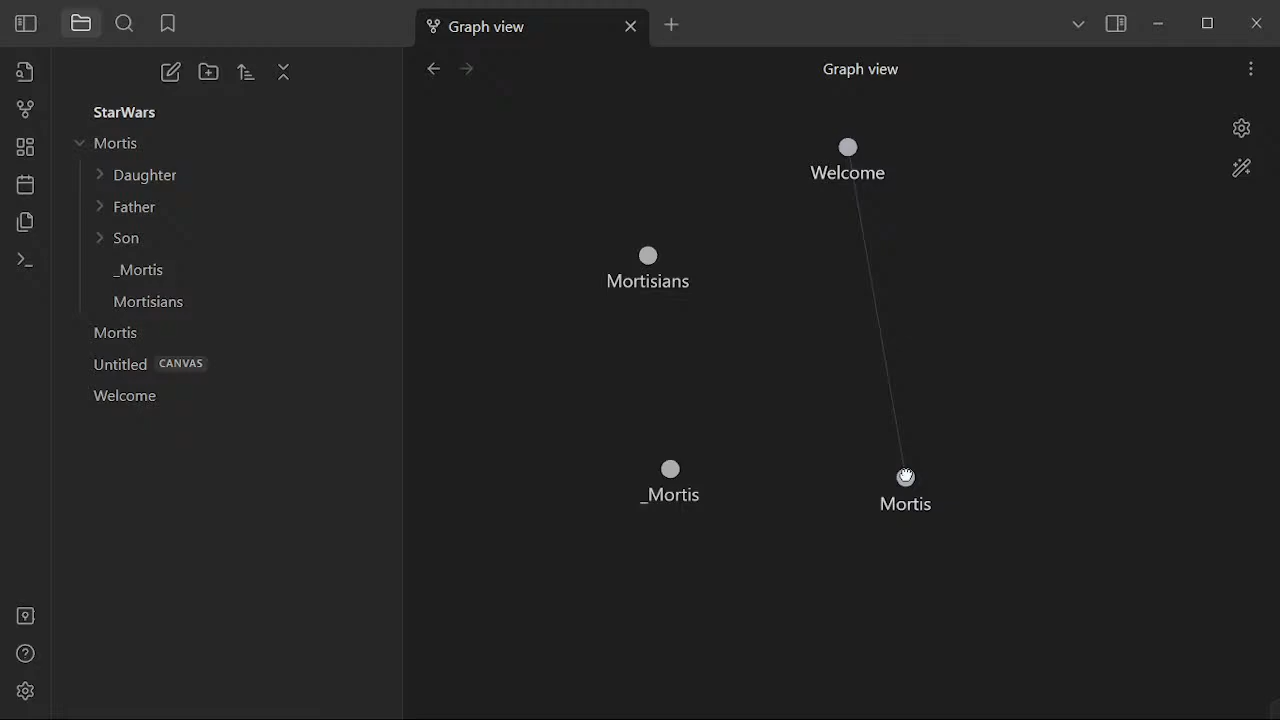 Graph view
Graph view
StarWars
Mortis
Daughter
Father
Son
_Mortis
Mortisians
Mortis
Untitled CANVAS
Welcome
Welcome
Mortisians
_Mortis
Mortis